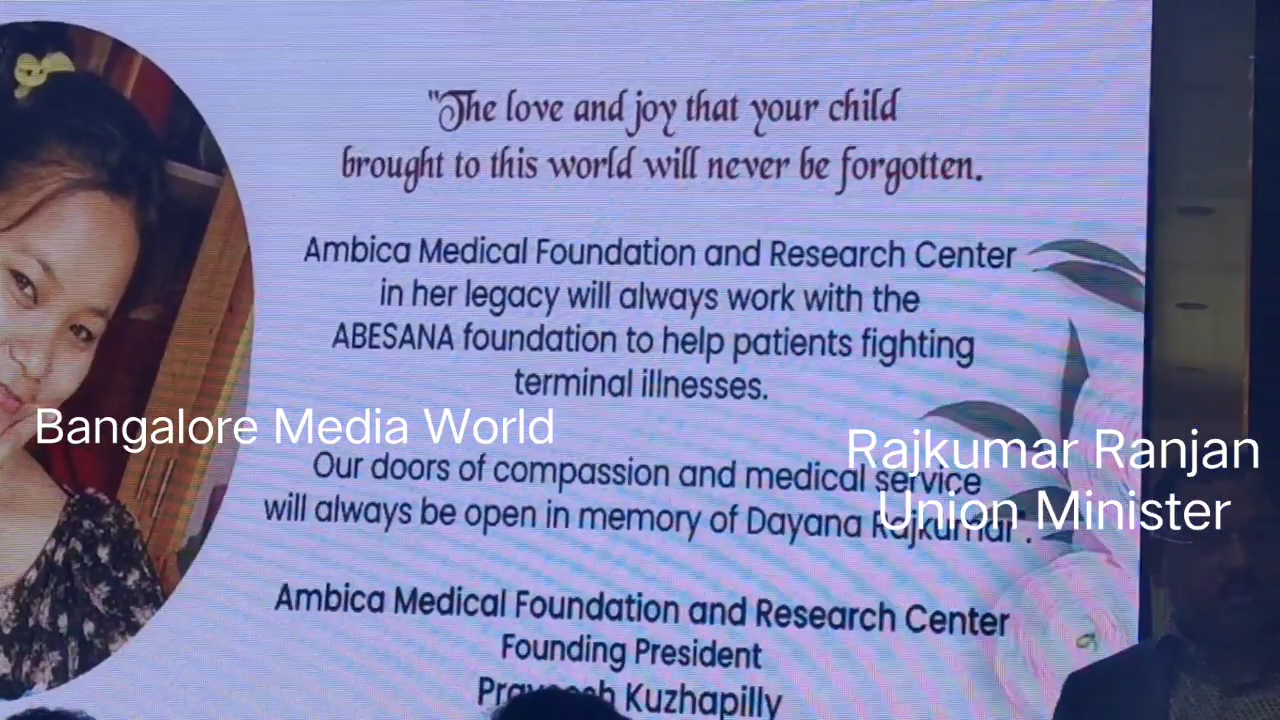 "The love and joy that your child
brought to this world will never be forgotten.
Ambica Medical Foundation and Research Center
in her legacy will always work with the
ABESANA foundation to help patients fighting
terminal illnesses.
Bangalore Media World
Our doors of compassion and medical service
will always be open in memory of Dayana Rajkumar".
Rajkumar Ranjan
Union Minister
Ambica Medical Foundation and Research Center
Founding President
Kuzhapilly